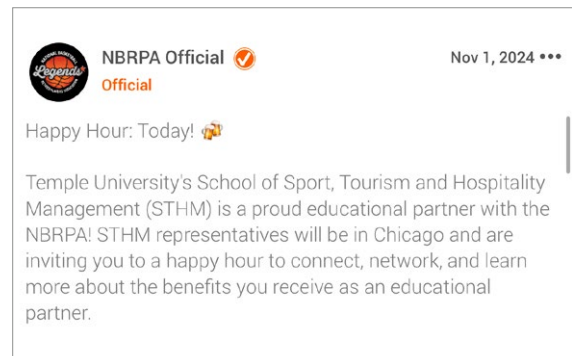 Legends
NBRPA Official
Nov 1, 2024 •••
Official
Happy Hour: Today! 🍻
Temple University's School of Sport, Tourism and Hospitality
Management (STHM) is a proud educational partner with the
NBRPA! STHM representatives will be in Chicago and are
inviting you to a happy hour to connect, network, and learn
more about the benefits you receive as an educational
partner.